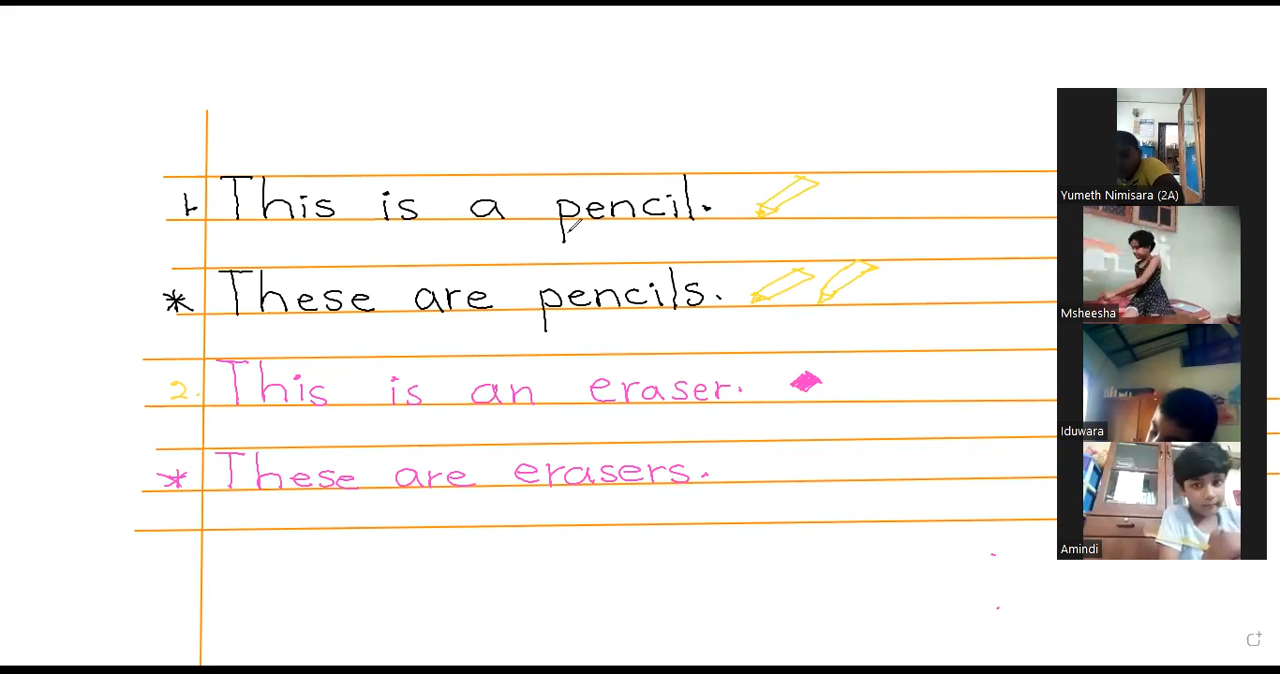 1. This is a pencil.
* These are pencils.
2. This is an eraser.
* These are erasers.
Yumeth Nimisara (2A)
Msheesha
Iduwara
Amindi